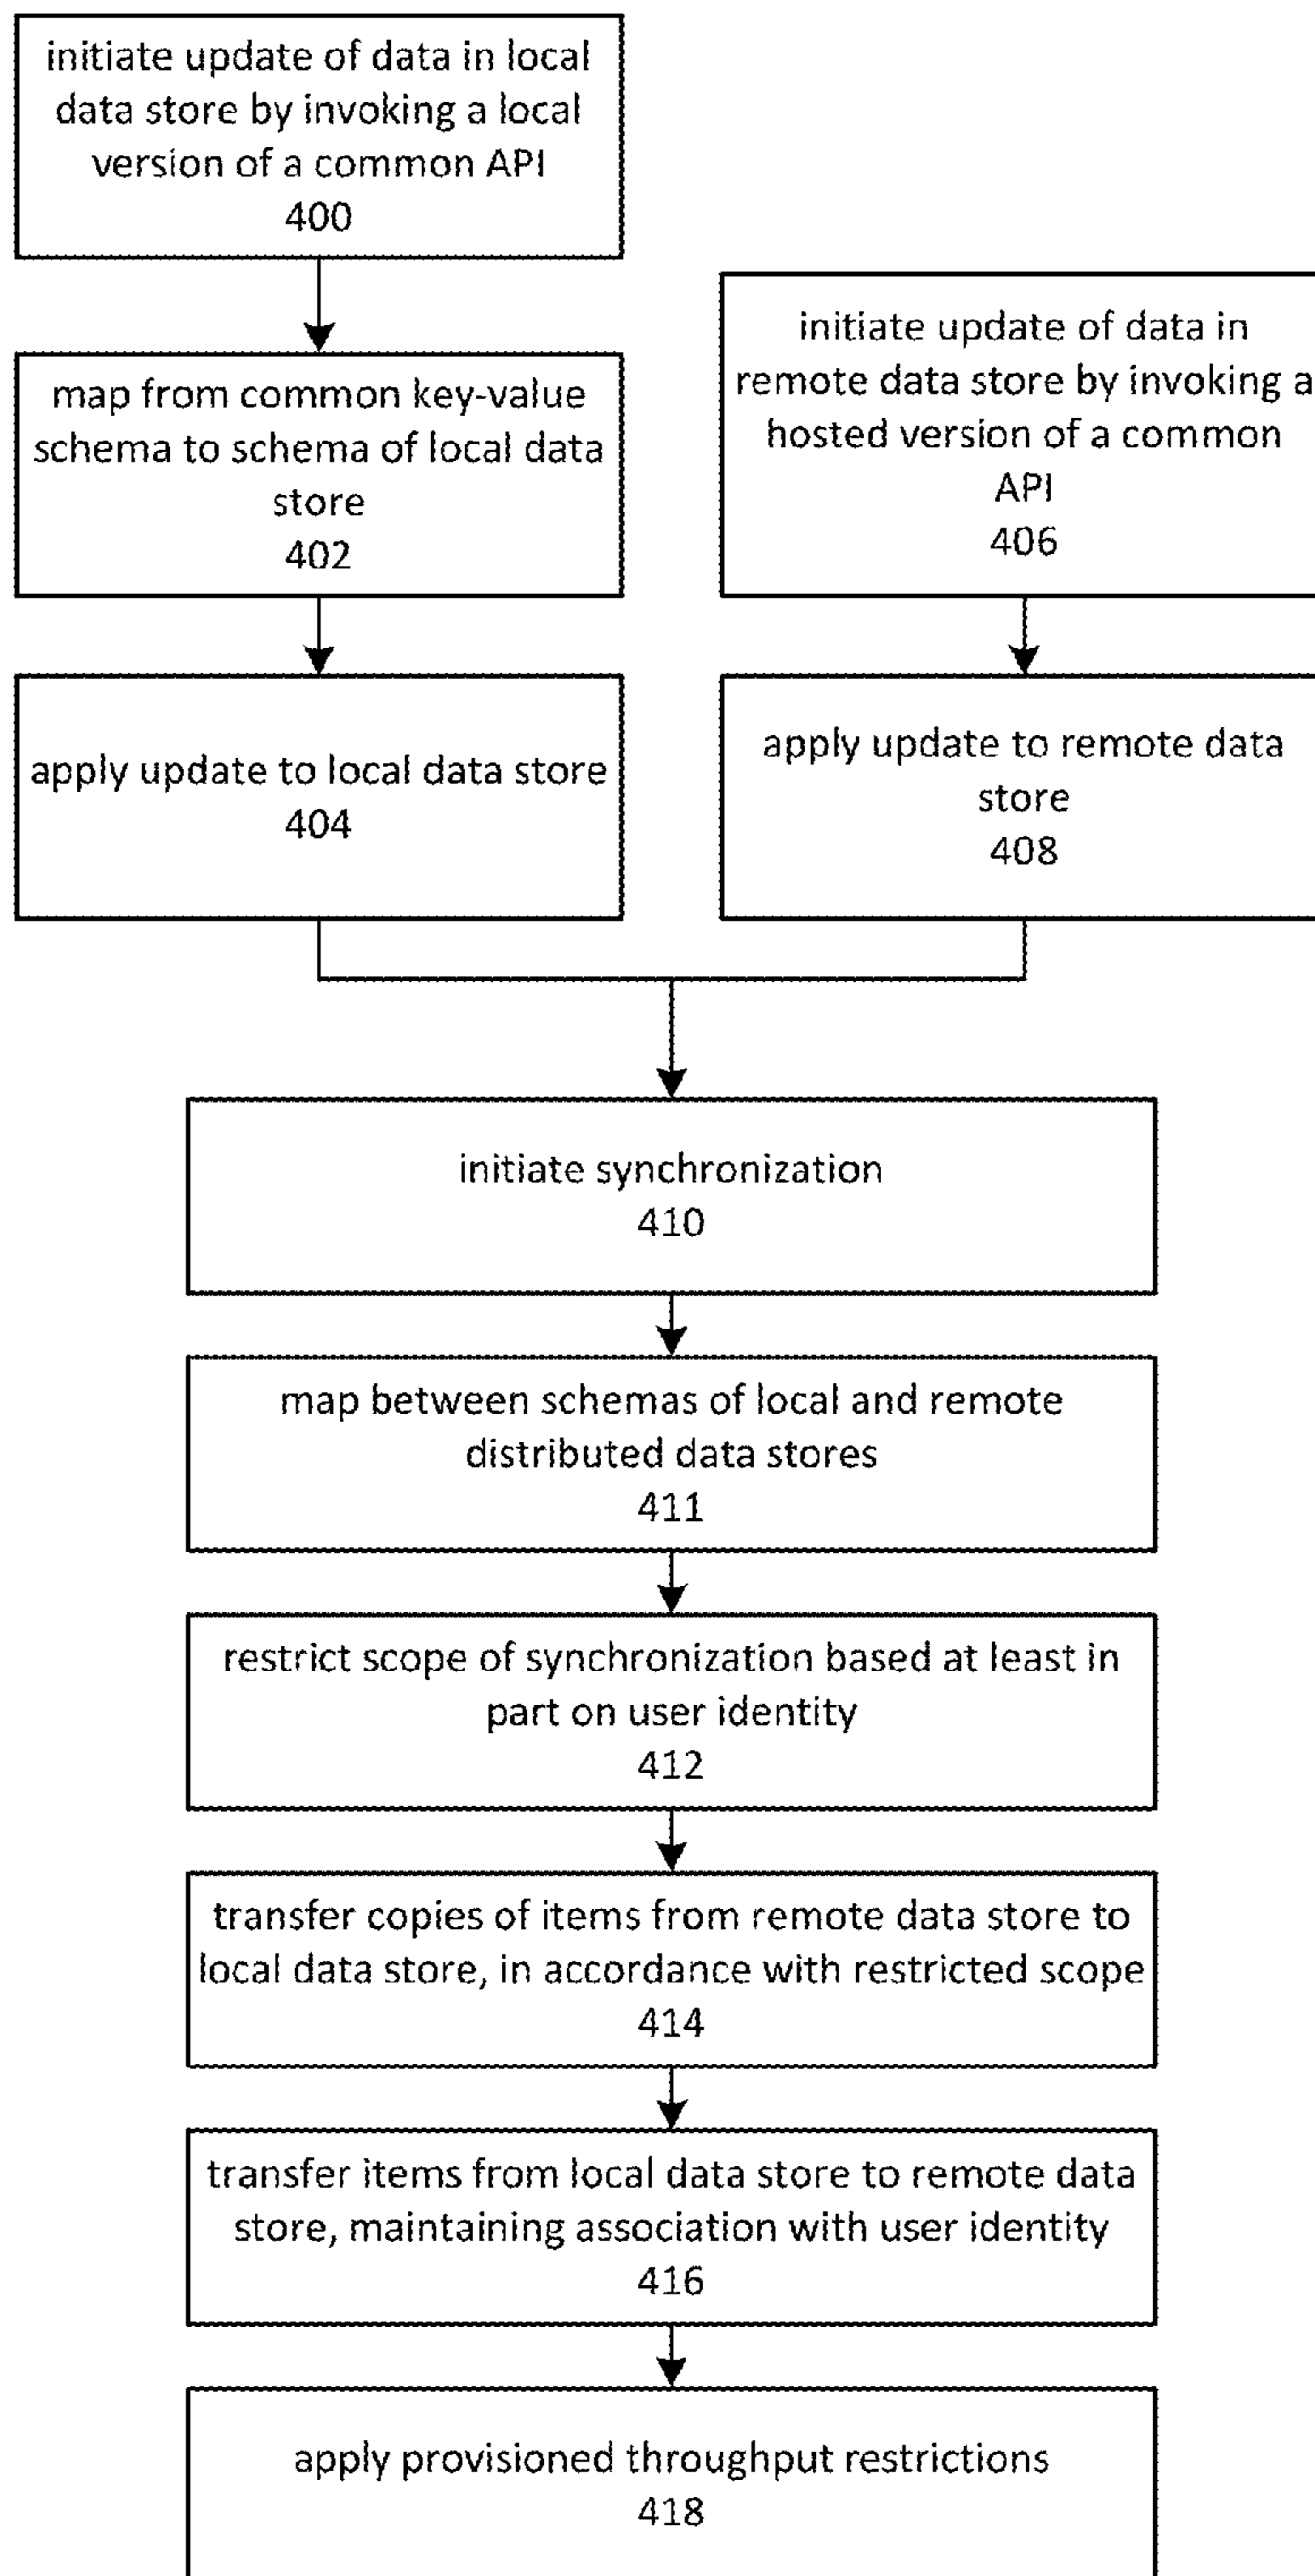 initiate update of data in local
data store by invoking a local
version of a common API
400
map from common key-value
schema to schema of local data
store
402
apply update to local data store
404
initiate update of data in
remote data store by invoking a
hosted version of a common
API
406
apply update to remote data
store
408
initiate synchronization
410
map between schemas of local and remote
distributed data stores
411
restrict scope of synchronization based at least in
part on user identity
412
transfer copies of items from remote data store to
local data store, in accordance with restricted scope
414
transfer items from local data store to remote data
store, maintaining association with user identity
416
apply provisioned throughput restrictions
418